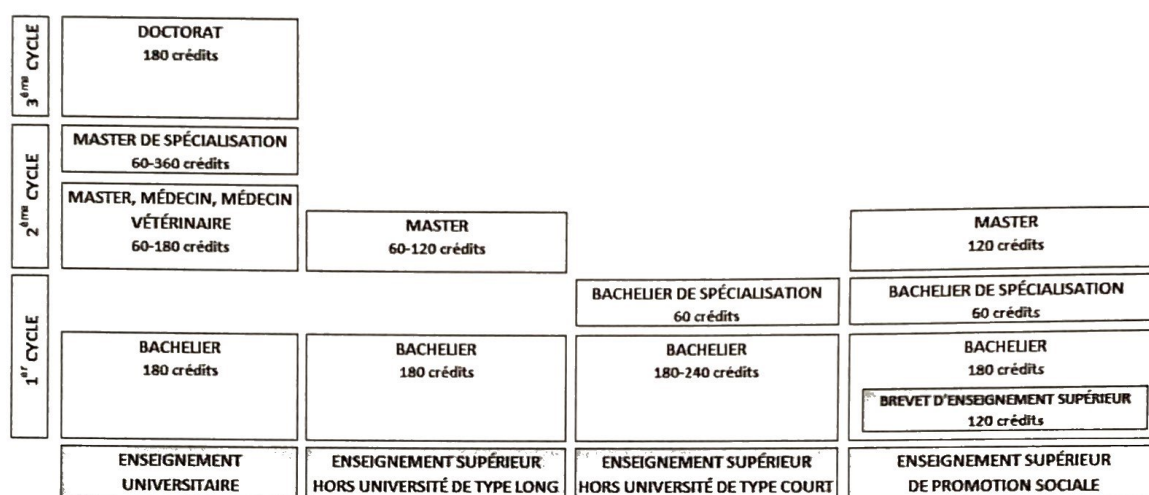 3ème CYCLE
DOCTORAT
180 crédits
2ème CYCLE
MASTER DE SPÉCIALISATION
60-360 crédits
MASTER, MÉDECIN, MÉDECIN
VÉTÉRINAIRE
60-180 crédits
MASTER
60-120 crédits
MASTER
120 crédits
1er CYCLE
BACHELIER DE SPÉCIALISATION
60 crédits
BACHELIER DE SPÉCIALISATION
60 crédits
BACHELIER
180 crédits
BACHELIER
180 crédits
BACHELIER
180-240 crédits
BACHELIER
180 crédits
BREVET D'ENSEIGNEMENT SUPÉRIEUR
120 crédits
ENSEIGNEMENT
UNIVERSITAIRE
ENSEIGNEMENT SUPÉRIEUR
HORS UNIVERSITÉ DE TYPE LONG
ENSEIGNEMENT SUPÉRIEUR
HORS UNIVERSITÉ DE TYPE COURT
ENSEIGNEMENT SUPÉRIEUR
DE PROMOTION SOCIALE